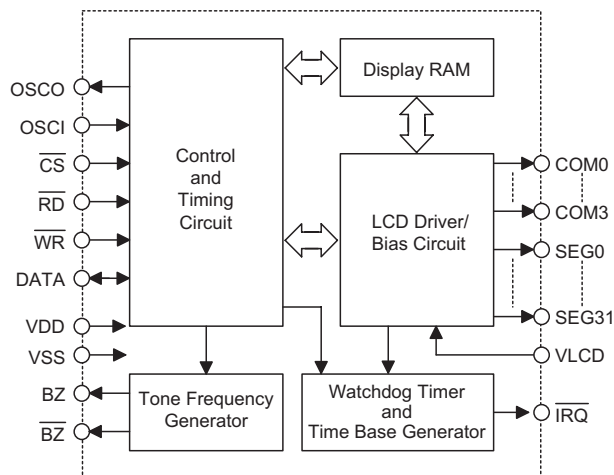 OSCO
OSCI
CS
RD
WR
DATA
VDD
VSS
BZ
BZ
Control
and
Timing
Circuit
Display RAM
LCD Driver/
Bias Circuit
Tone Frequency
Generator
Watchdog Timer
and
Time Base Generator
COM0
COM3
SEG0
SEG31
VLCD
IRQ